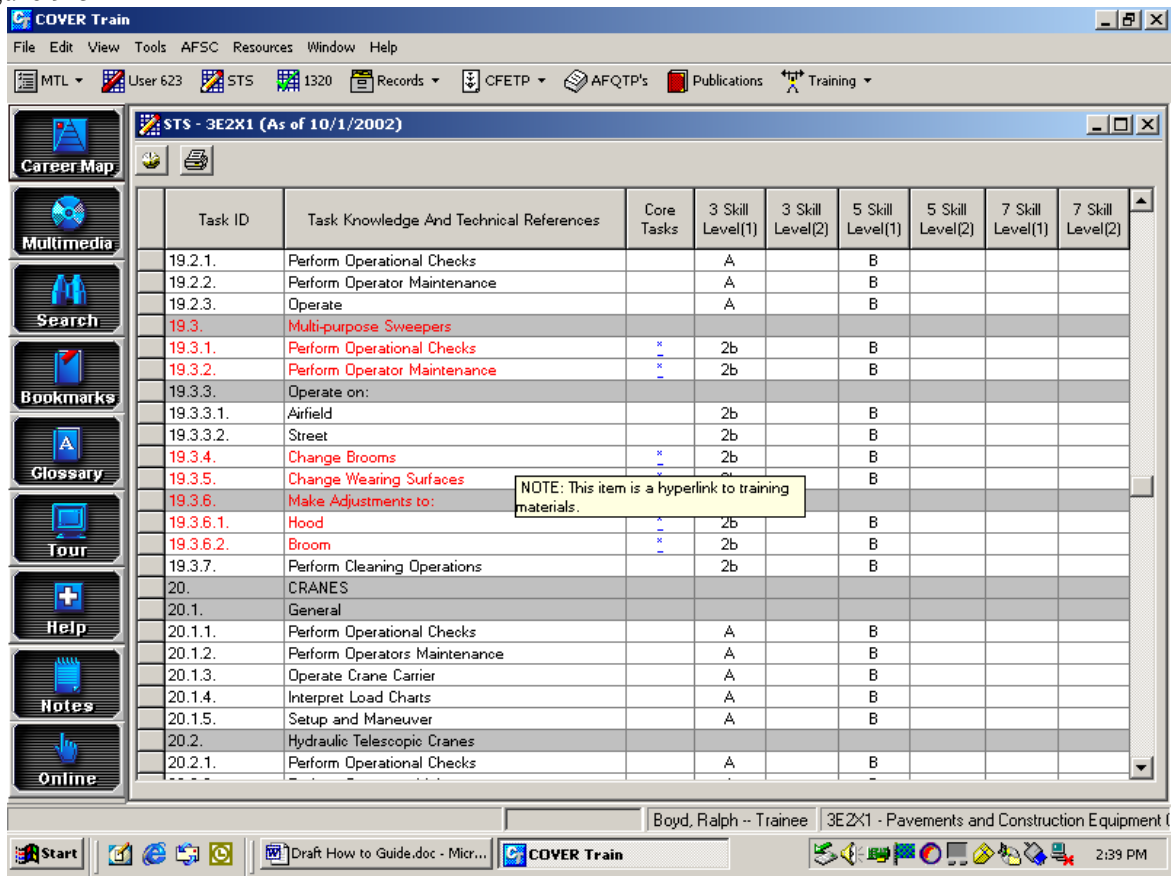 COVER Train
File Edit View Tools AFSC Resources Window Help
MTL User 623 STS 1320 Records CFETP AFQTP's Publications Training
STS - 3E2X1 (As of 10/1/2002)
Career Map
Multimedia
Search
Bookmarks
Glossary
Tour
Help
Notes
Online
Task ID Task Knowledge And Technical References Core Tasks 3 Skill Level(1) 3 Skill Level(2) 5 Skill Level(1) 5 Skill Level(2) 7 Skill Level(1) 7 Skill Level(2)
19.2.1. Perform Operational Checks A B
19.2.2. Perform Operator Maintenance A B
19.2.3. Operate A B
19.3. Multi-purpose Sweepers
19.3.1. Perform Operational Checks * 2b B
19.3.2. Perform Operator Maintenance * 2b B
19.3.3. Operate on:
19.3.3.1. Airfield 2b B
19.3.3.2. Street 2b B
19.3.4. Change Brooms * 2b B
19.3.5. Change Wearing Surfaces B
NOTE: This item is a hyperlink to training
materials.
19.3.6. Make Adjustments to:
19.3.6.1. Hood * 2b B
19.3.6.2. Broom * 2b B
19.3.7. Perform Cleaning Operations 2b B
20. CRANES
20.1. General
20.1.1. Perform Operational Checks A B
20.1.2. Perform Operators Maintenance A B
20.1.3. Operate Crane Carrier A B
20.1.4. Interpret Load Charts A B
20.1.5. Setup and Maneuver A B
20.2. Hydraulic Telescopic Cranes
20.2.1. Perform Operational Checks A B
Boyd, Ralph -- Trainee 3E2X1 - Pavements and Construction Equipment
Start Draft How to Guide.doc - Micr... COVER Train 2:39 PM